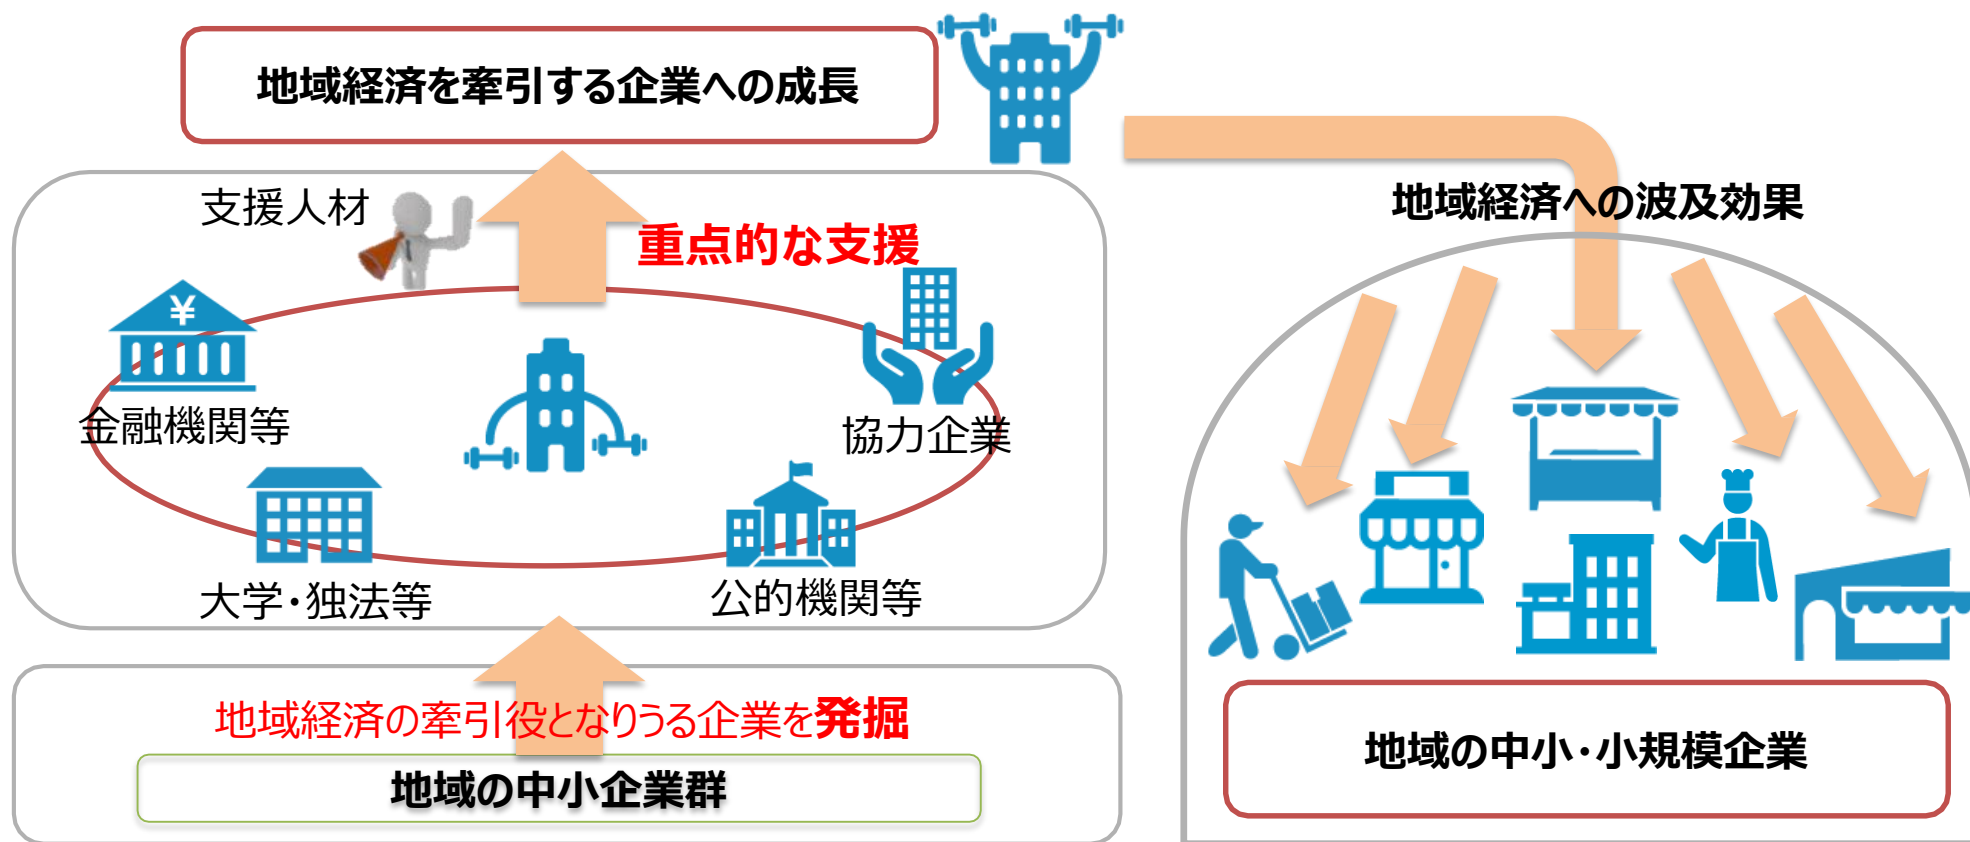 地域経済を牽引する企業への成長
支援人材
重点的な支援
¥
金融機関等
協力企業
大学・独法等
公的機関等
地域経済の牽引役となりうる企業を発掘
地域の中小企業群
地域経済への波及効果
地域の中小・小規模企業